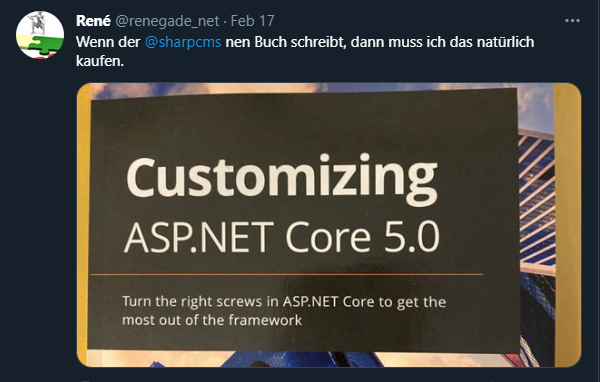 René @renegade_net · Feb 17
Wenn der @sharpcms nen Buch schreibt, dann muss ich das natürlich
kaufen.
Customizing
ASP.NET Core 5.0
Turn the right screws in ASP.NET Core to get the
most out of the framework